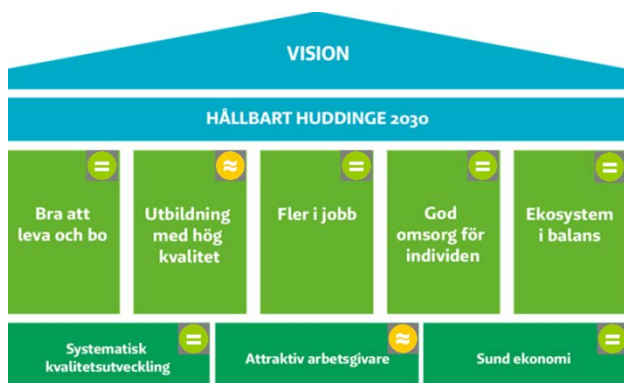 VISION
HÅLLBART HUDDINGE 2030
Bra att
leva och bo
Utbildning
med hög
kvalitet
Fler i jobb
God
omsorg för
individen
Ekosystem
i balans
Systematisk
kvalitetsutveckling
Attraktiv arbetsgivare
Sund ekonomi